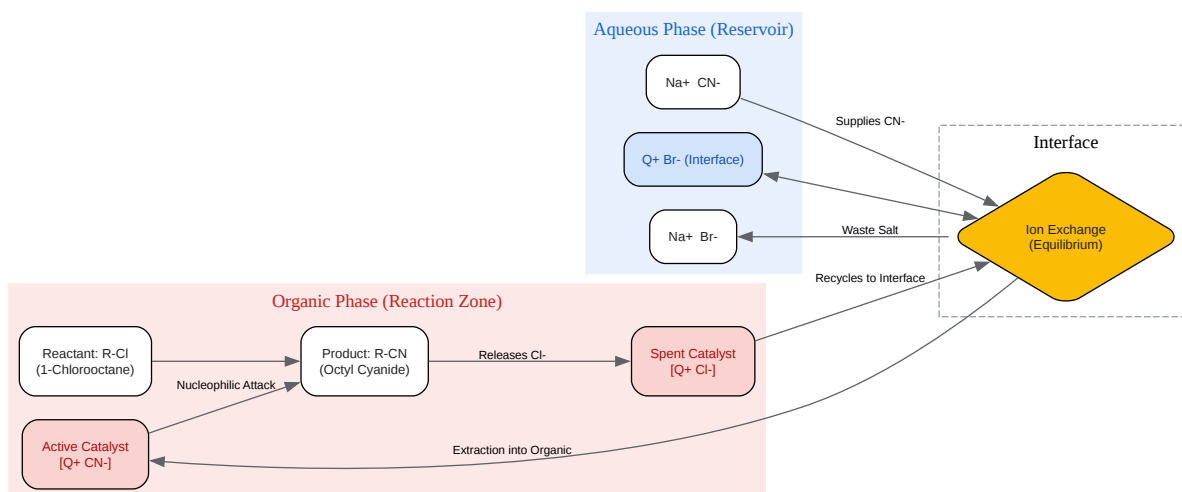 Aqueous Phase (Reservoir)
Na+ CN-
Supplies CN-
Interface
Q+ Br- (Interface)
Ion Exchange
(Equilibrium)
Na+ Br-
Waste Salt
Recycles to Interface
Organic Phase (Reaction Zone)
Reactant: R-Cl
(1-Chlorooctane)
Product: R-CN
(Octyl Cyanide)
Releases Cl-
Spent Catalyst
[Q+ Cl-]
Nucleophilic Attack
Active Catalyst
[Q+ CN-]
Extraction into Organic